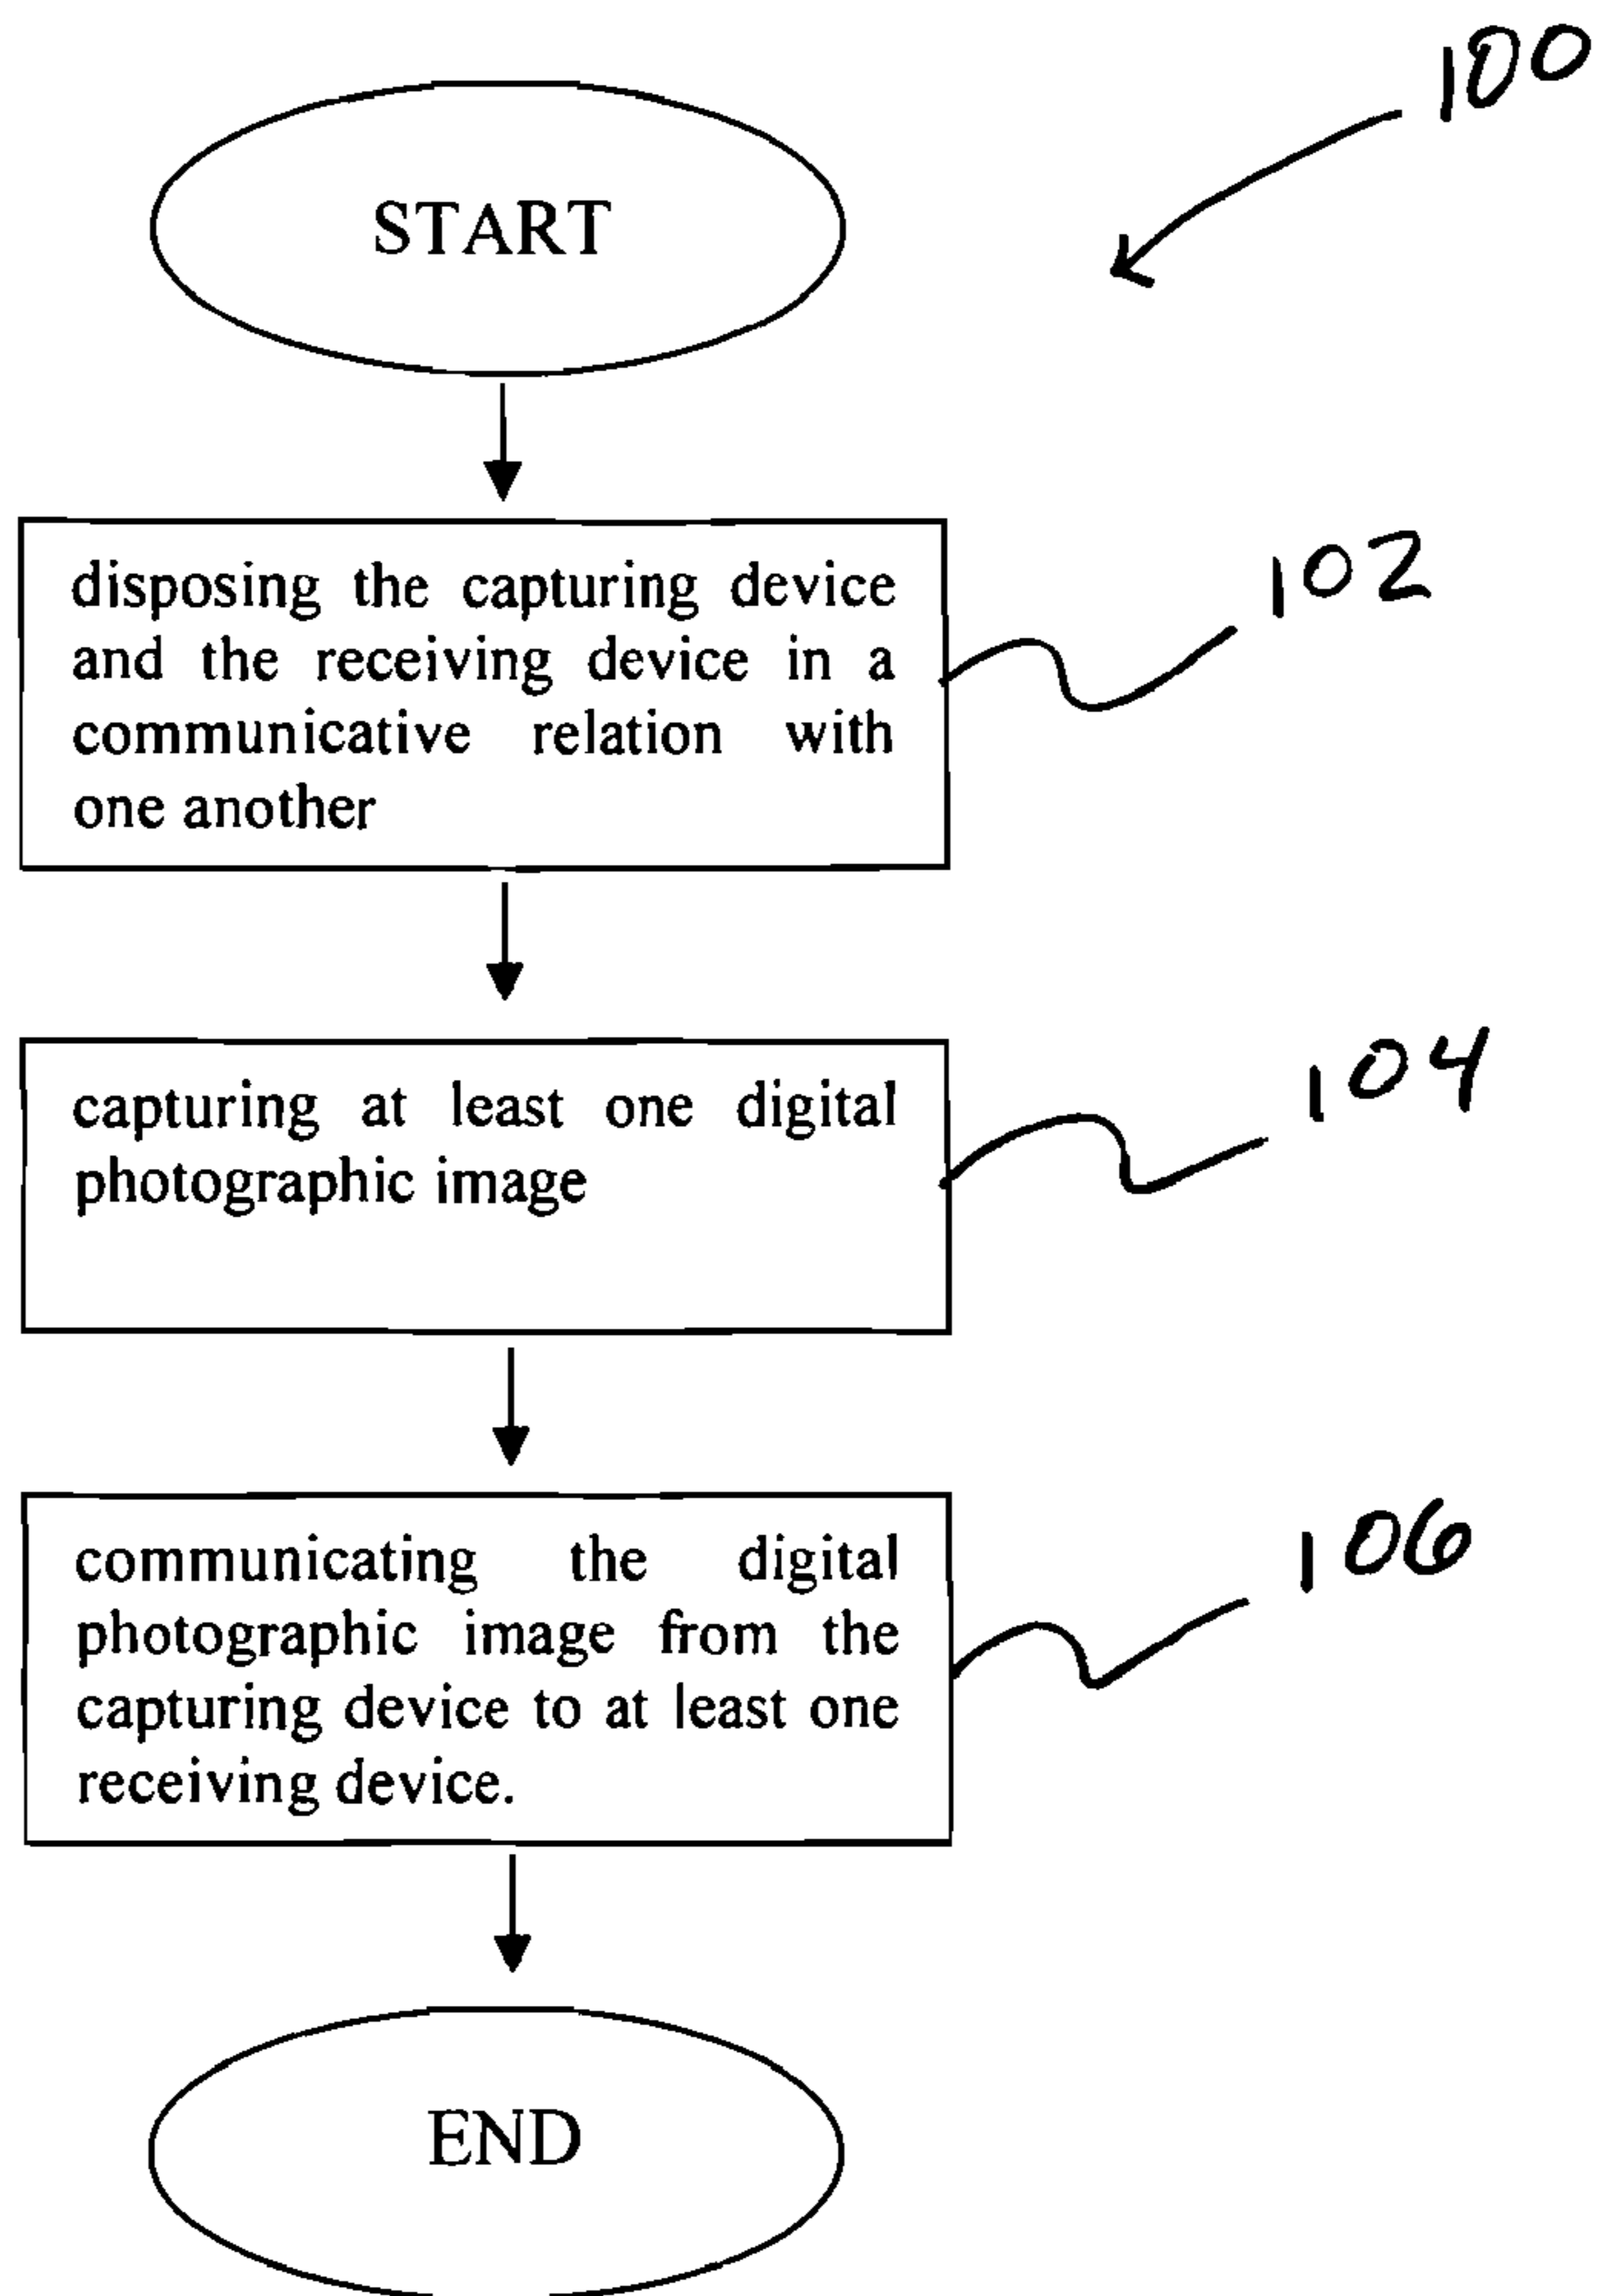 100
START
disposing the capturing device
and the receiving device in a
communicative relation with
one another
102
capturing at least one digital
photographic image
104
communicating the digital
photographic image from the
capturing device to at least one
receiving device.
106
END